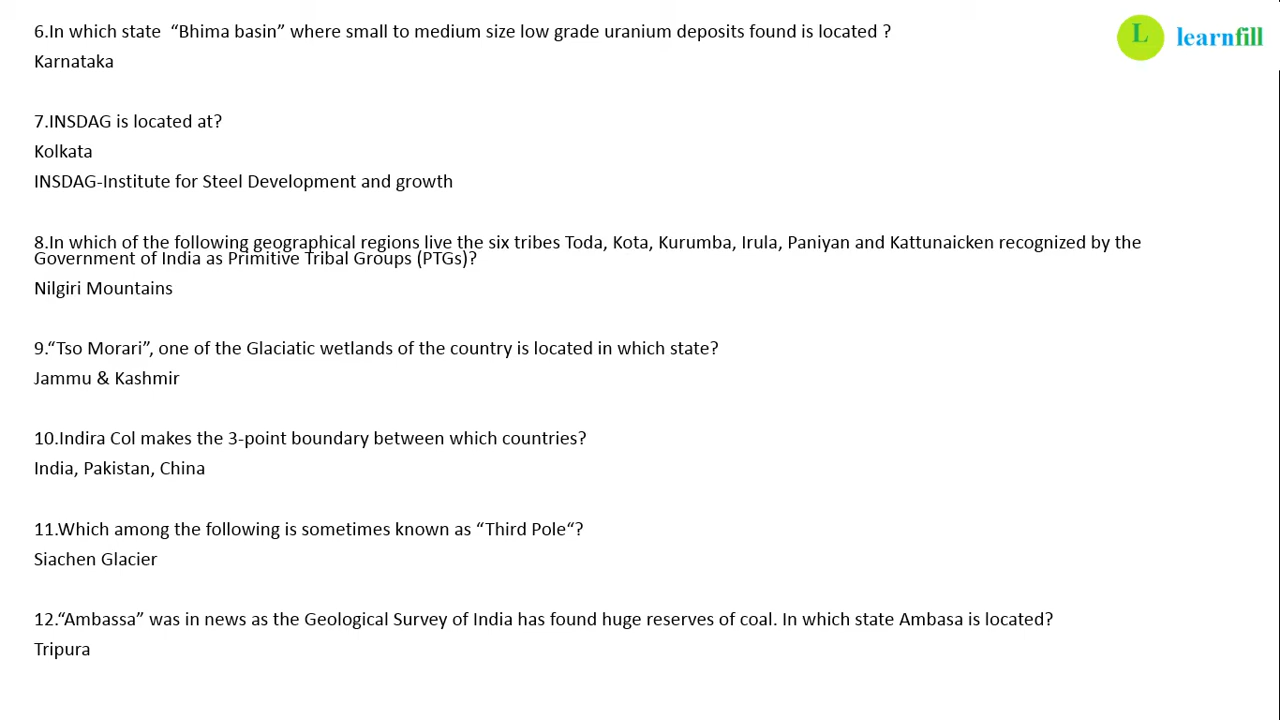 6.In which state  “Bhima basin” where small to medium size low grade uranium deposits found is located ?
L learnfill
Karnataka
7.INSDAG is located at?
Kolkata
INSDAG-Institute for Steel Development and growth
8.In which of the following geographical regions live the six tribes Toda, Kota, Kurumba, Irula, Paniyan and Kattunaicken recognized by the
Government of India as Primitive Tribal Groups (PTGs)?
Nilgiri Mountains
9.“Tso Morari”, one of the Glaciatic wetlands of the country is located in which state?
Jammu & Kashmir
10.Indira Col makes the 3-point boundary between which countries?
India, Pakistan, China
11.Which among the following is sometimes known as “Third Pole“?
Siachen Glacier
12.“Ambassa” was in news as the Geological Survey of India has found huge reserves of coal. In which state Ambasa is located?
Tripura